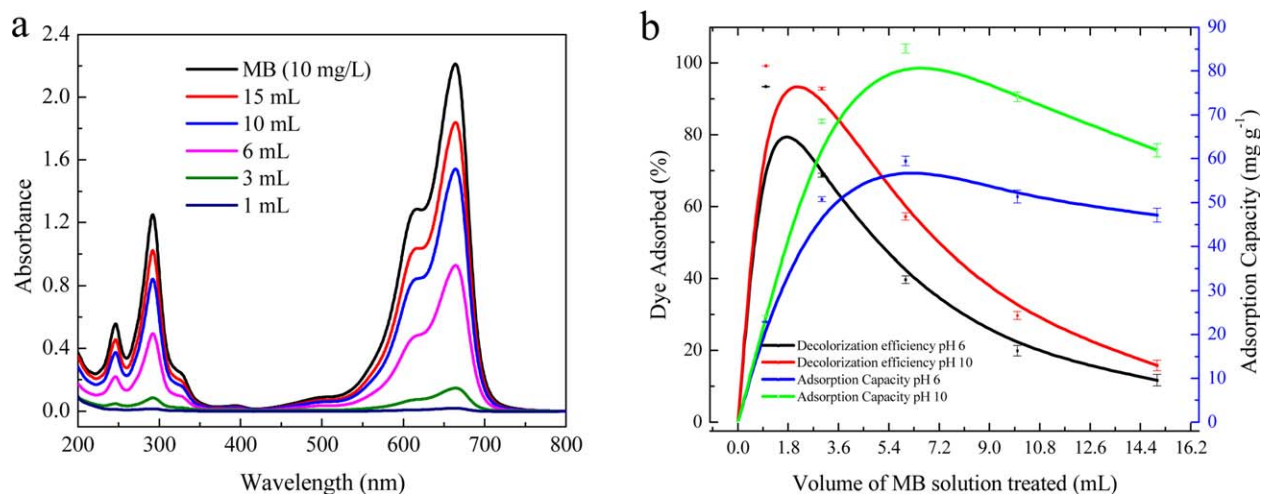 a
2.4
2.0
1.6
1.2
0.8
0.4
0.0
Absorbance
MB (10 mg/L)
15 mL
10 mL
6 mL
3 mL
1 mL
200 300 400 500 600 700 800
Wavelength (nm)
b
100
80
60
40
20
0
Dye Adsorbed (%)
Decolorization efficiency pH 6
Decolorization efficiency pH 10
Adsorption Capacity pH 6
Adsorption Capacity pH 10
90
80
70
60
50
40
30
20
10
0
Adsorption Capacity (mg g-1)
0.0 1.8 3.6 5.4 7.2 9.0 10.8 12.6 14.4 16.2
Volume of MB solution treated (mL)